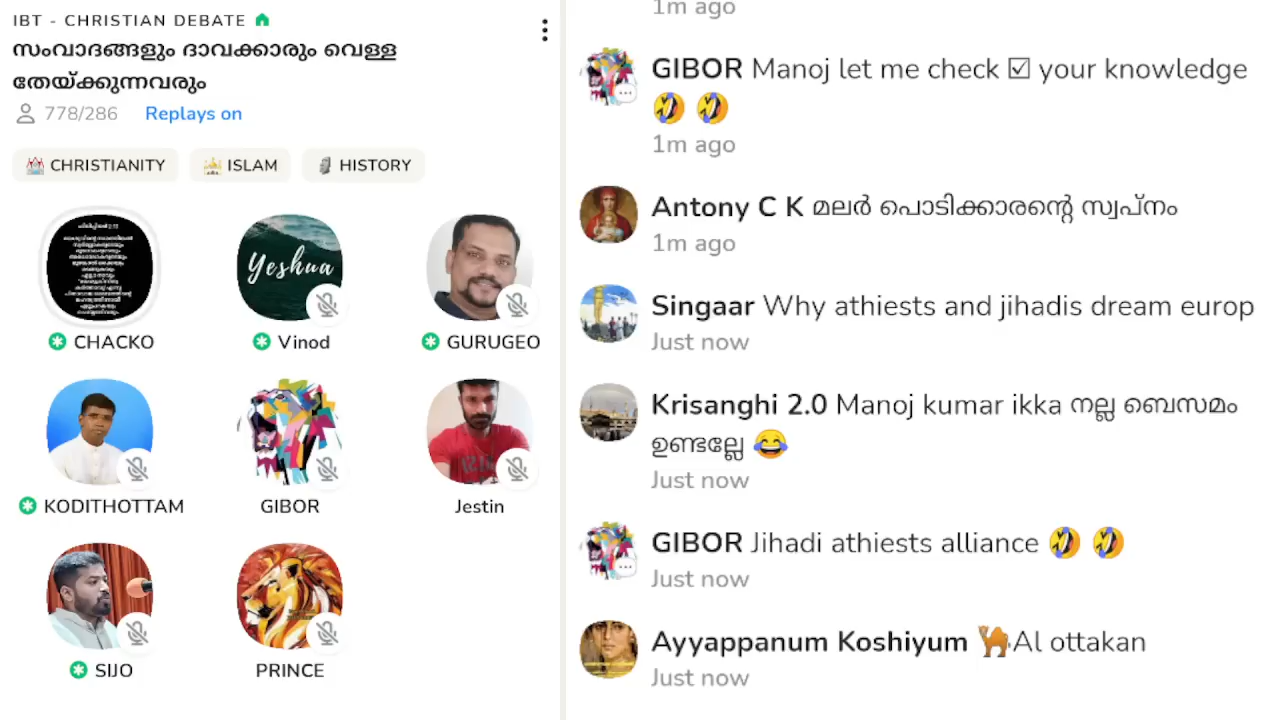 IBT - CHRISTIAN DEBATE
സംവാദങ്ങളും ദാവക്കാരും വെള്ള
തേയ്ക്കുന്നവരും
778/286 Replays on
CHRISTIANITY ISLAM HISTORY
Yeshua
CHACKO Vinod GURUGEO
KODITHOTTAM GIBOR Jestin
SIJO PRINCE
1m ago
GIBOR Manoj let me check ☑ your knowledge
🤣 🤣
1m ago
Antony C K മലർ പൊടിക്കാരന്റെ സ്വപ്നം
1m ago
Singaar Why athiests and jihadis dream europ
Just now
Krisanghi 2.0 Manoj kumar ikka നല്ല ബെസമം
ഉണ്ടല്ലേ 😂
Just now
GIBOR Jihadi athiests alliance 🤣 🤣
Just now
Ayyappanum Koshiyum 🐪Al ottakan
Just now